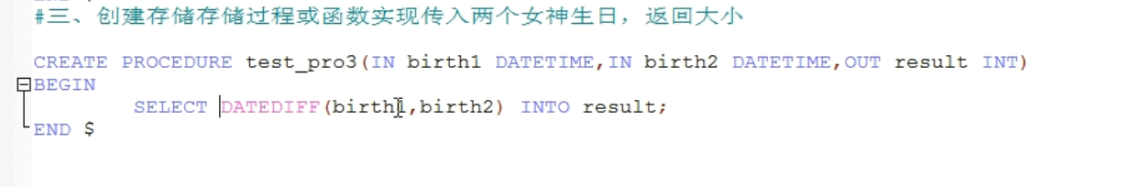 #三、创建存储存储过程或函数实现传入两个女神生日，返回大小
CREATE PROCEDURE test_pro3(IN birth1 DATETIME,IN birth2 DATETIME,OUT result INT)
BEGIN
SELECT DATEDIFF(birth1,birth2) INTO result;
END $